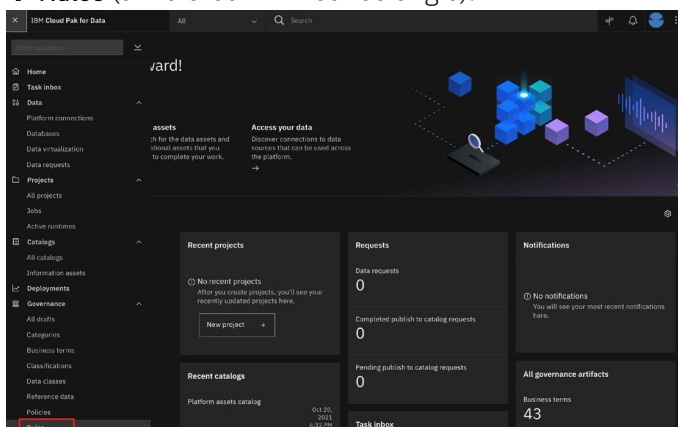 IBM Cloud Pak for Data
All
Search
Filter navigation
Home
Task inbox
Data
Platform connections
Databases
Data virtualization
Data requests
Projects
All projects
Jobs
Active runtimes
Catalogs
All catalogs
Information assets
Deployments
Governance
All drafts
Categories
Business terms
Classifications
Data classes
Reference data
Policies
Rules
vard!
assets
ch for the data assets and
ational assets that you
to complete your work.
Access your data
Discover connections to data
sources that can be used across
the platform.
→
Recent projects
No recent projects
After you create projects, you'll see your
recently updated projects here.
New project +
Recent catalogs
Platform assets catalog
Oct 20,
2021
6:32 PM
Requests
Data requests
0
Completed publish to catalog requests
0
Pending publish to catalog requests
0
Task inbox
Notifications
No notifications
You will see your most recent notifications
here.
All governance artifacts
Business terms
43